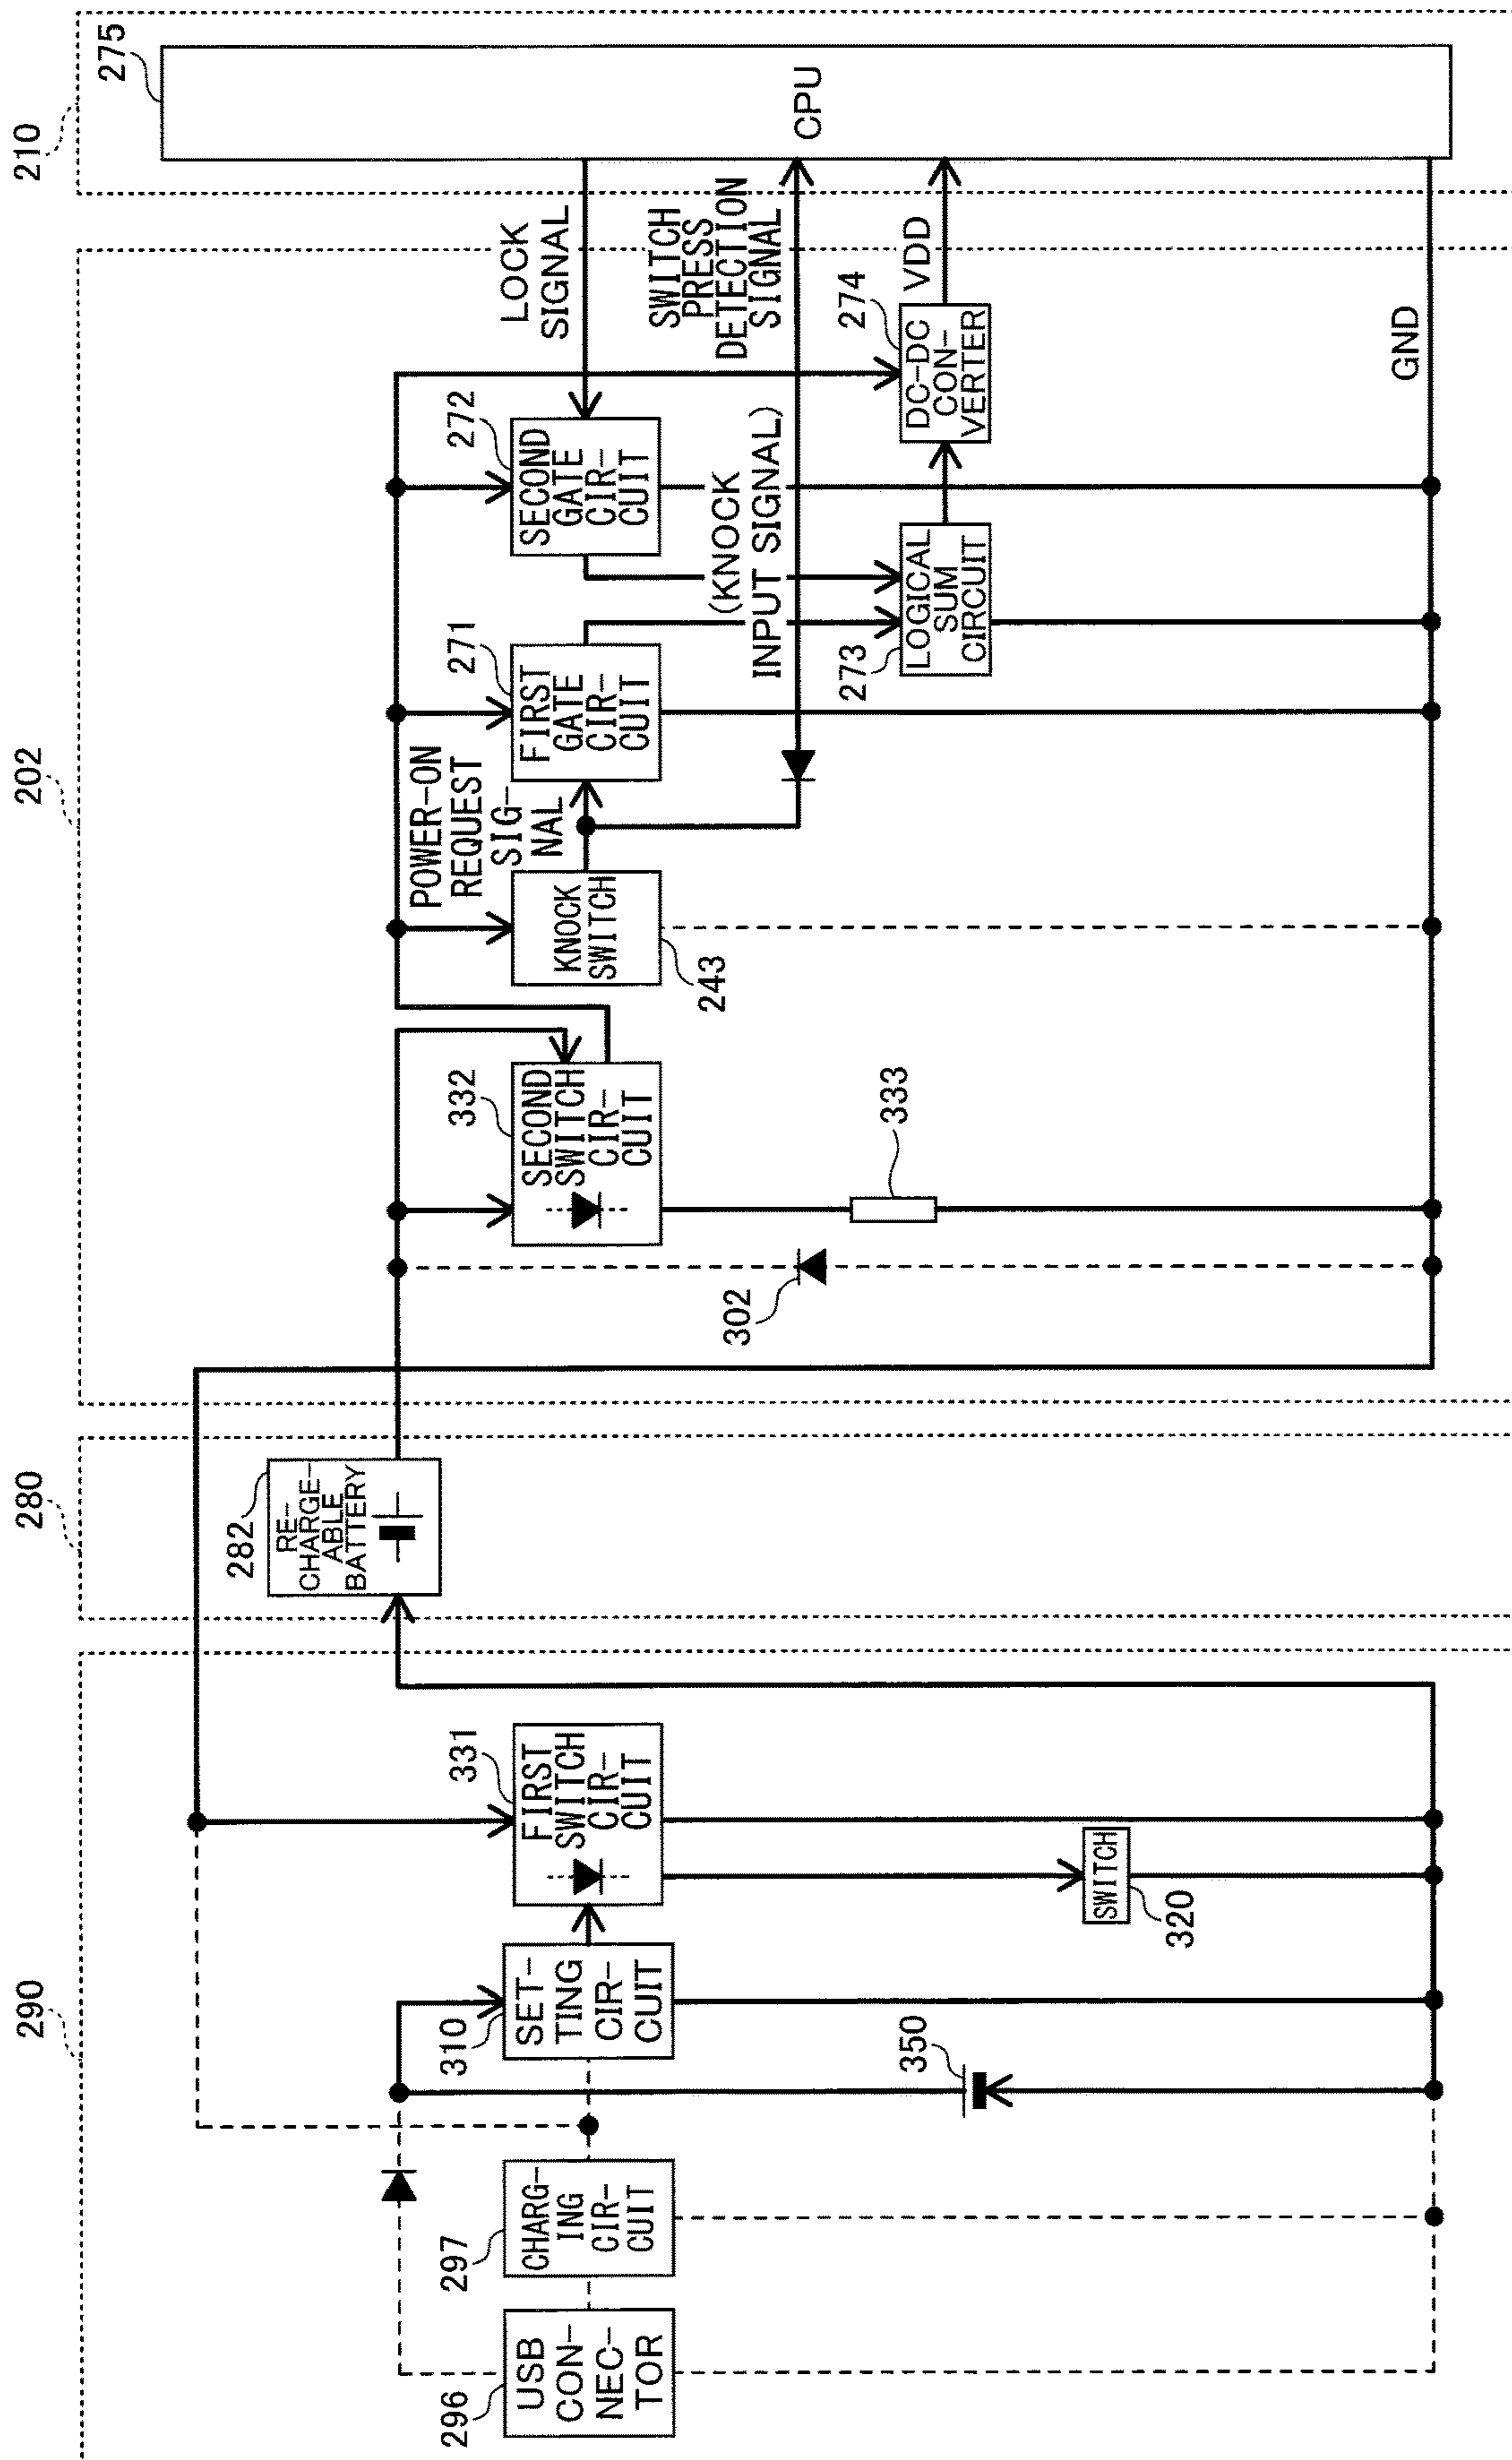 290
280
202
210
296
USB
CON-
NEC-
TOR
297
CHARG-
ING
CIR-
CUIT
310
SET-
TING
CIR-
CUIT
350
331
FIRST
SWITCH
CIR-
CUIT
SWITCH
320
282
RE-
CHARGE-
ABLE
BATTERY
302
332
SECOND
SWITCH
CIR-
CUIT
333
POWER-ON
REQUEST
SIG-
NAL
KNOCK
SWITCH
243
271
FIRST
GATE
CIR-
CUIT
272
SECOND
GATE
CIR-
CUIT
LOCK
SIGNAL
SWITCH
PRESS
DETECTION
SIGNAL
(KNOCK
INPUT SIGNAL)
273
LOGICAL
SUM
CIRCUIT
274
DC-DC
CON-
VERTER
VDD
GND
275
CPU